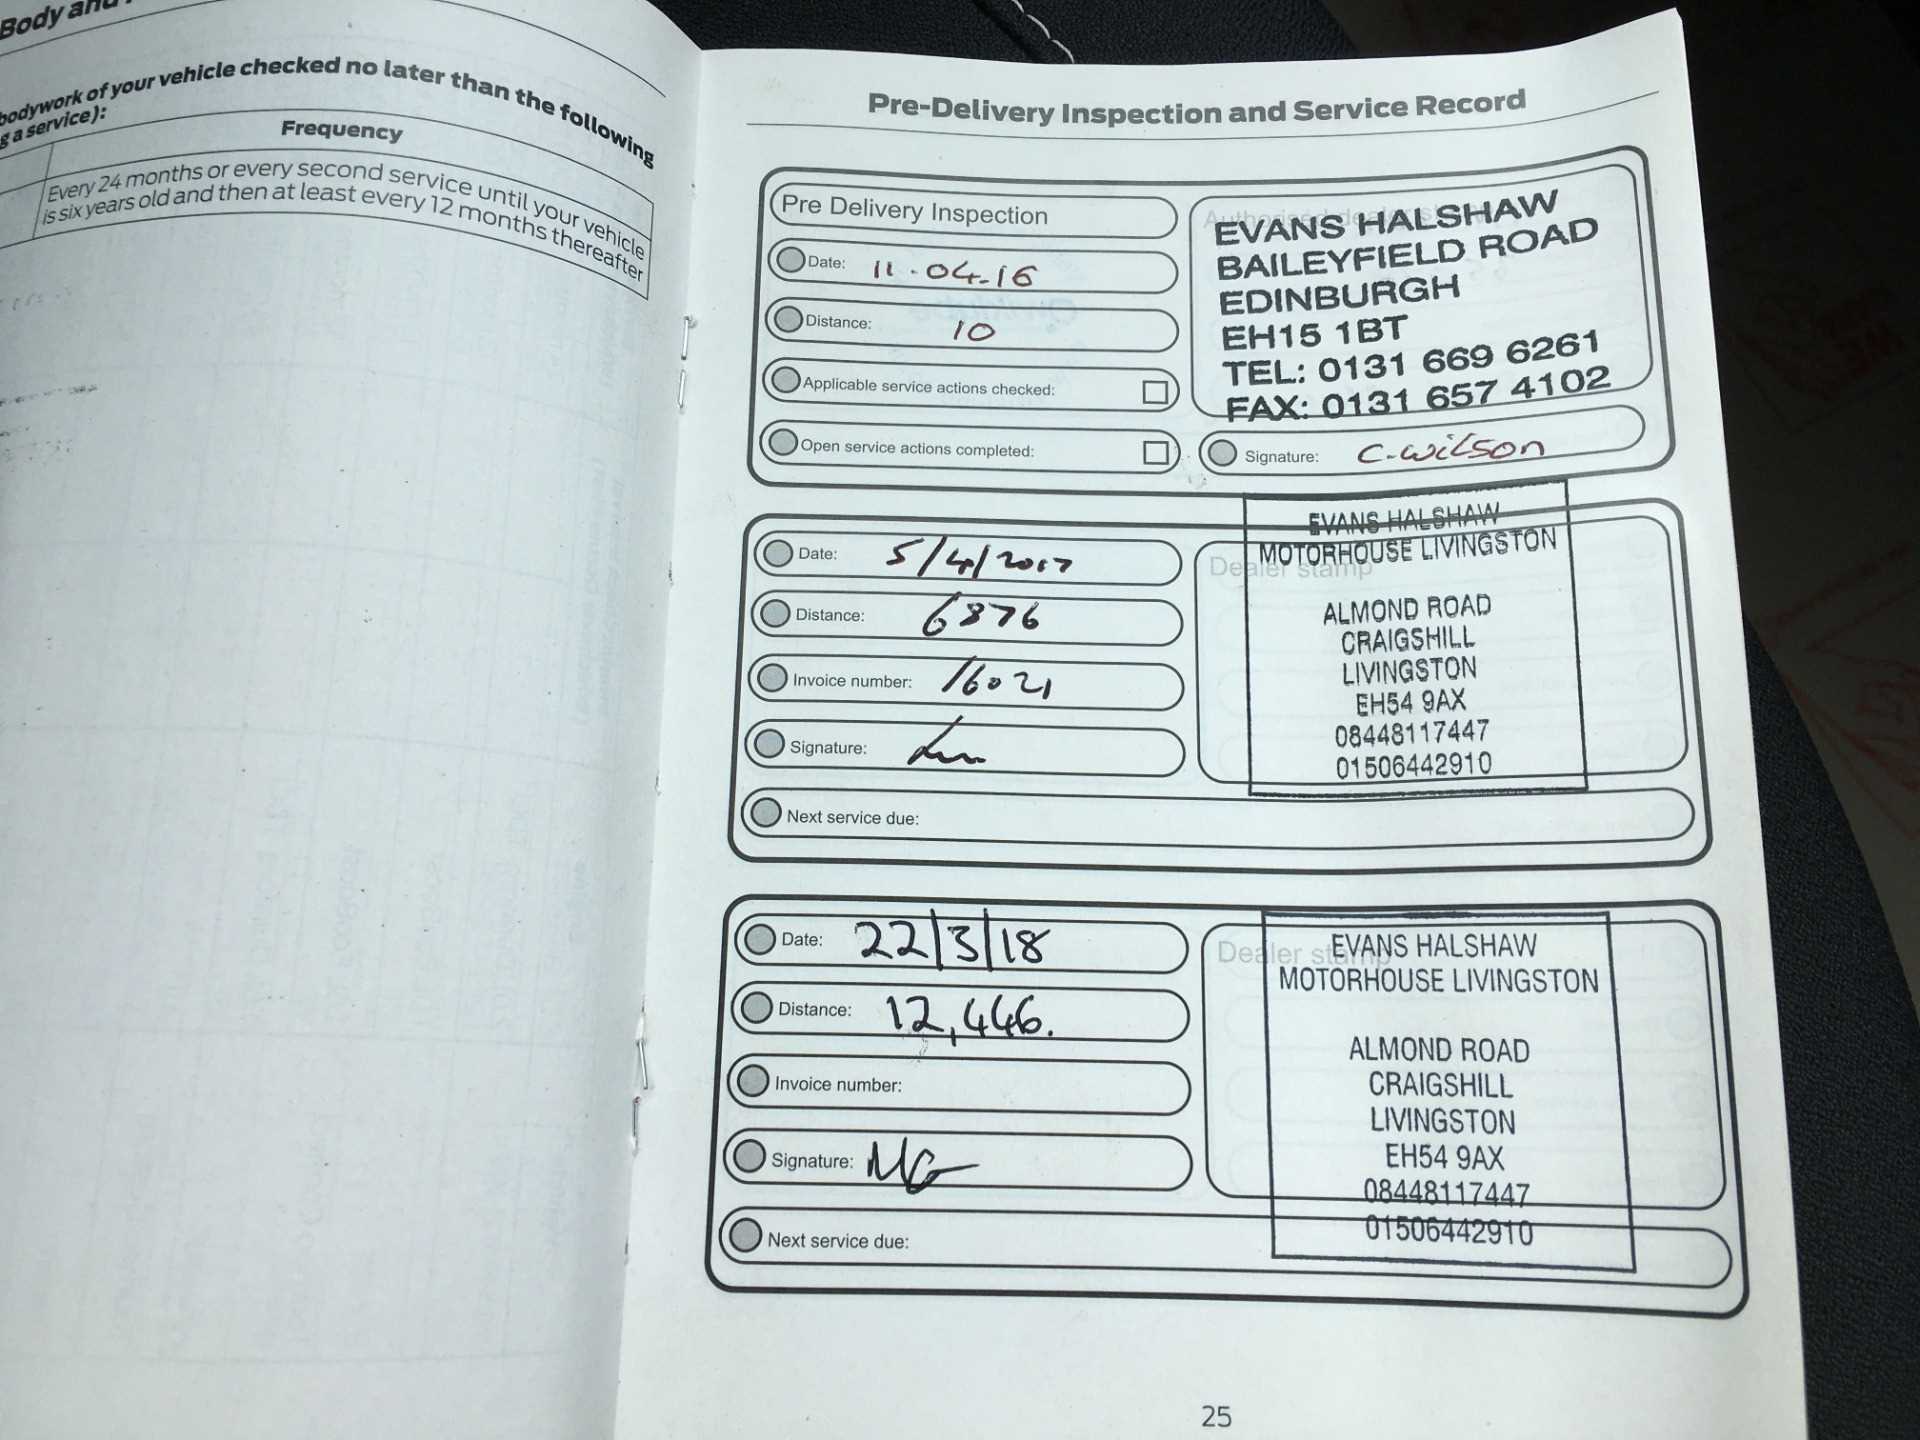 Body and
bodywork of your vehicle checked no later than the following
g a service):
Frequency
Every 24 months or every second service until your vehicle
is six years old and then at least every 12 months thereafter
Pre-Delivery Inspection and Service Record
Pre Delivery Inspection
Date: 11.04.16
Distance: 10
Applicable service actions checked:
Open service actions completed:
Authorised dealer stamp
EVANS HALSHAW
BAILEYFIELD ROAD
EDINBURGH
EH15 1BT
TEL: 0131 669 6261
FAX: 0131 657 4102
Signature: C.Wilson
Date: 5/4/2017
Distance: 6876
Invoice number: 16021
Signature:
Next service due:
Dealer stamp
EVANS HALSHAW
MOTORHOUSE LIVINGSTON
ALMOND ROAD
CRAIGSHILL
LIVINGSTON
EH54 9AX
08448117447
01506442910
Date: 22/3/18
Distance: 12,446.
Invoice number:
Signature:
Next service due:
Dealer stamp
EVANS HALSHAW
MOTORHOUSE LIVINGSTON
ALMOND ROAD
CRAIGSHILL
LIVINGSTON
EH54 9AX
08448117447
01506442910
25